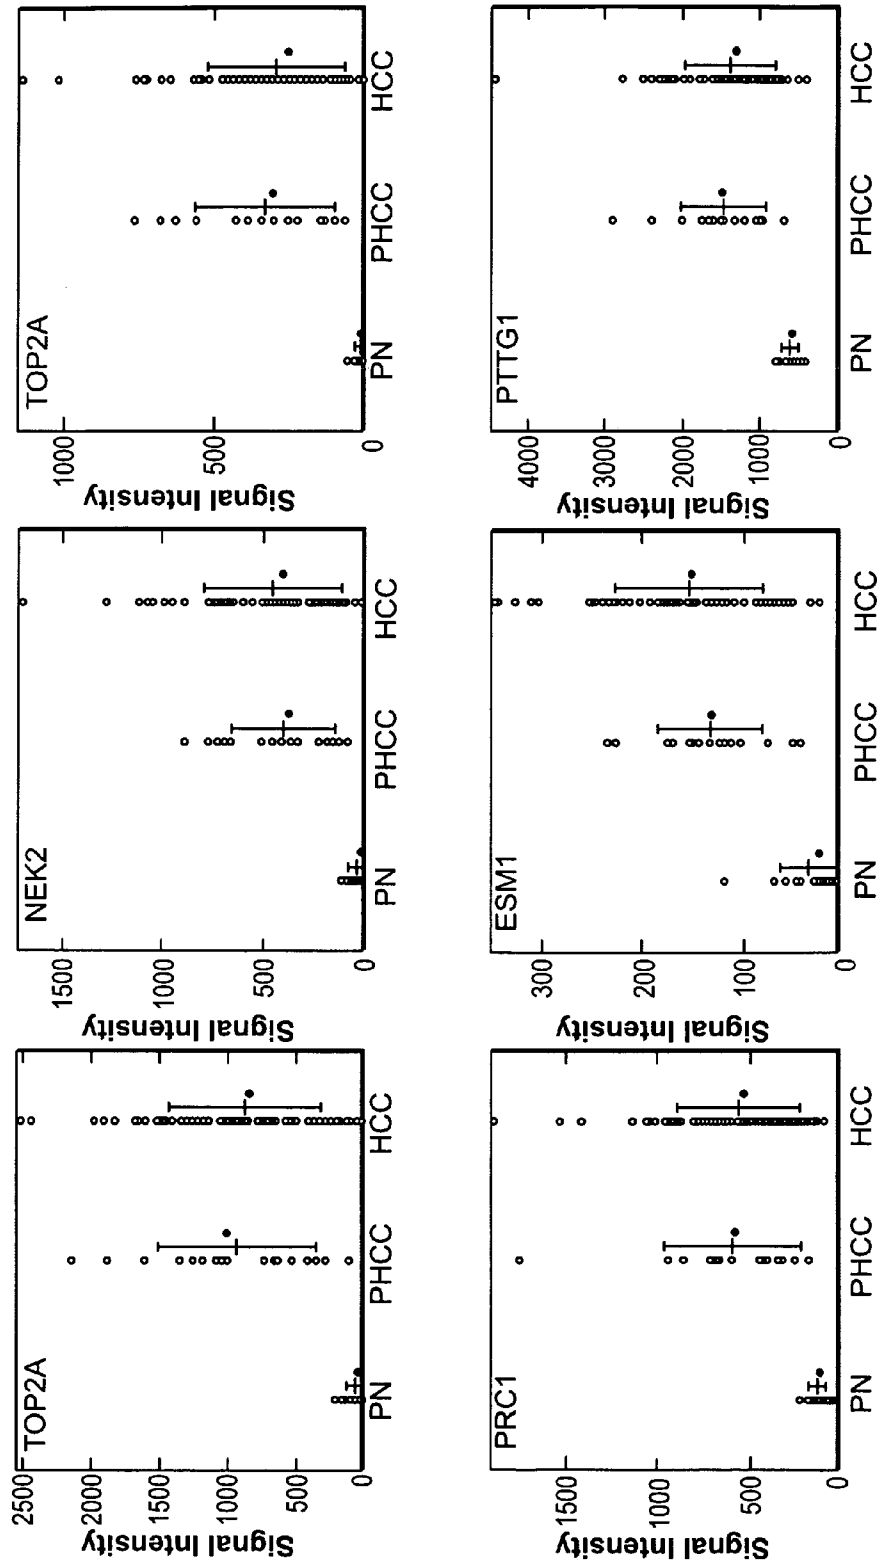 TOP2A
Signal Intensity
2500
2000
1500
1000
500
0
PN PHCC HCC
NEK2
Signal Intensity
1500
1000
500
0
PN PHCC HCC
TOP2A
Signal Intensity
1000
500
0
PN PHCC HCC
PRC1
Signal Intensity
1500
1000
500
0
PN PHCC HCC
ESM1
Signal Intensity
300
200
100
0
PN PHCC HCC
PTTG1
Signal Intensity
4000
3000
2000
1000
0
PN PHCC HCC